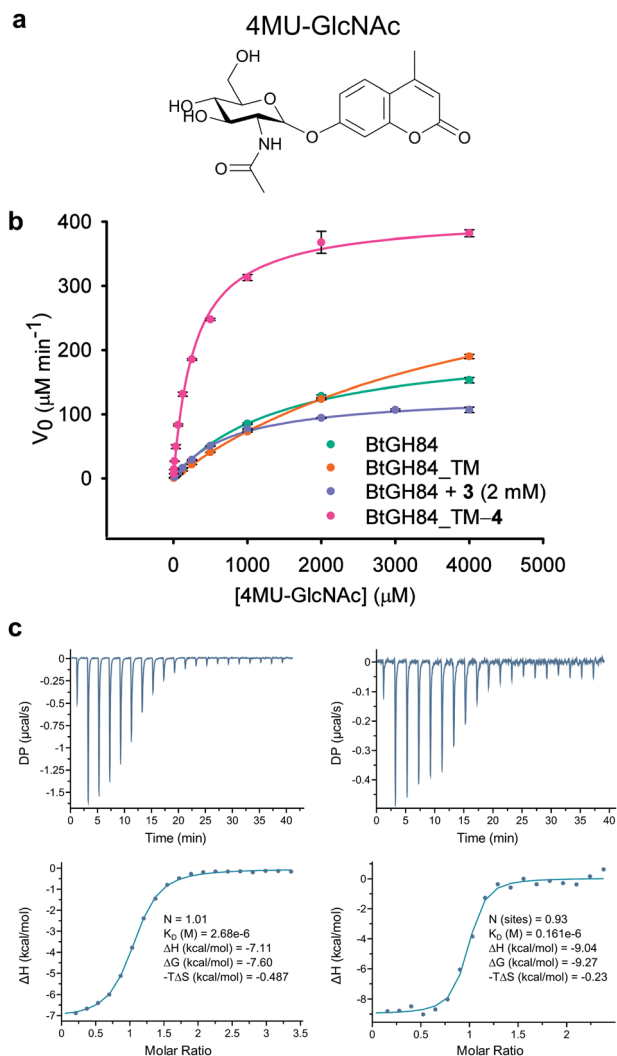 a
4MU-GlcNAc
OH
O
HO
HO
O
NH
O
O
O
b
400
300
200
100
0
V0 (μM min-1)
BtGH84
BtGH84_TM
BtGH84 + 3 (2 mM)
BtGH84_TM–4
0 1000 2000 3000 4000 5000
[4MU-GlcNAc] (μM)
c
0
-0.25
-0.5
-0.75
-1
-1.25
-1.5
DP (μcal/s)
0 5 10 15 20 25 30 35 40
Time (min)
0
-0.1
-0.2
-0.3
-0.4
DP (μcal/s)
0 5 10 15 20 25 30 35 40
Time (min)
0
-1
-2
-3
-4
-5
-6
-7
ΔH (kcal/mol)
N = 1.01
KD (M) = 2.68e-6
ΔH (kcal/mol) = -7.11
ΔG (kcal/mol) = -7.60
-TΔS (kcal/mol) = -0.487
0 0.5 1 1.5 2 2.5 3 3.5
Molar Ratio
0
-2
-4
-6
-8
ΔH (kcal/mol)
N (sites) = 0.93
KD (M) = 0.161e-6
ΔH (kcal/mol) = -9.04
ΔG (kcal/mol) = -9.27
-TΔS (kcal/mol) = -0.23
0 0.5 1 1.5 2
Molar Ratio